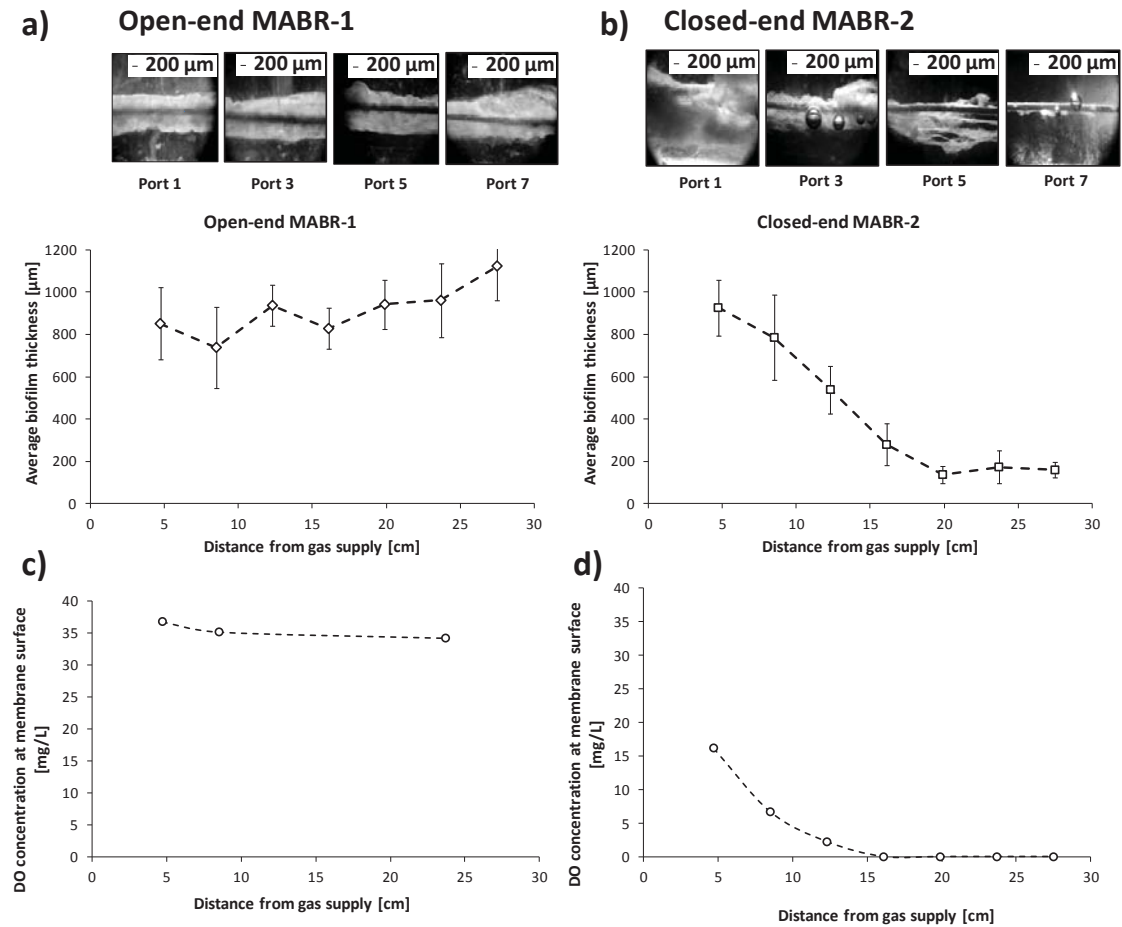 a)
Open-end MABR-1
200 µm
200 µm
200 µm
200 µm
Port 1
Port 3
Port 5
Port 7
Open-end MABR-1
Average biofilm thickness [µm]
1200
1000
800
600
400
200
0
0
5
10
15
20
25
30
Distance from gas supply [cm]
b)
Closed-end MABR-2
200 µm
200 µm
200 µm
200 µm
Port 1
Port 3
Port 5
Port 7
Closed-end MABR-2
Average biofilm thickness [µm]
1200
1000
800
600
400
200
0
0
5
10
15
20
25
30
Distance from gas supply [cm]
c)
DO concentration at membrane surface
[mg/L]
40
35
30
25
20
15
10
5
0
0
5
10
15
20
25
30
Distance from gas supply [cm]
d)
DO concentration at membrane surface
[mg/L]
40
35
30
25
20
15
10
5
0
0
5
10
15
20
25
30
Distance from gas supply [cm]